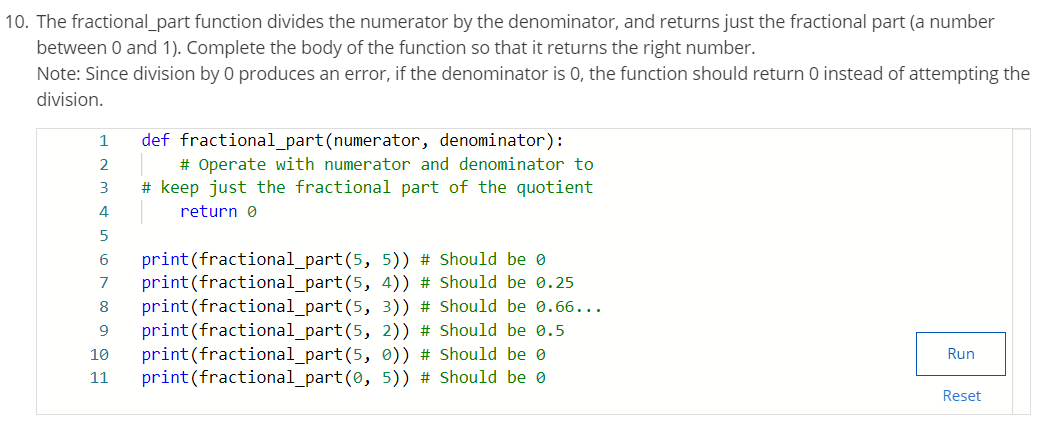 10. The fractional_part function divides the numerator by the denominator, and returns just the fractional part (a number
between 0 and 1). Complete the body of the function so that it returns the right number.
Note: Since division by 0 produces an error, if the denominator is 0, the function should return 0 instead of attempting the
division.
1 def fractional_part(numerator, denominator):
2     # Operate with numerator and denominator to
3 # keep just the fractional part of the quotient
4     return 0
5
6 print(fractional_part(5, 5)) # Should be 0
7 print(fractional_part(5, 4)) # Should be 0.25
8 print(fractional_part(5, 3)) # Should be 0.66...
9 print(fractional_part(5, 2)) # Should be 0.5
10 print(fractional_part(5, 0)) # Should be 0
11 print(fractional_part(0, 5)) # Should be 0
Run
Reset